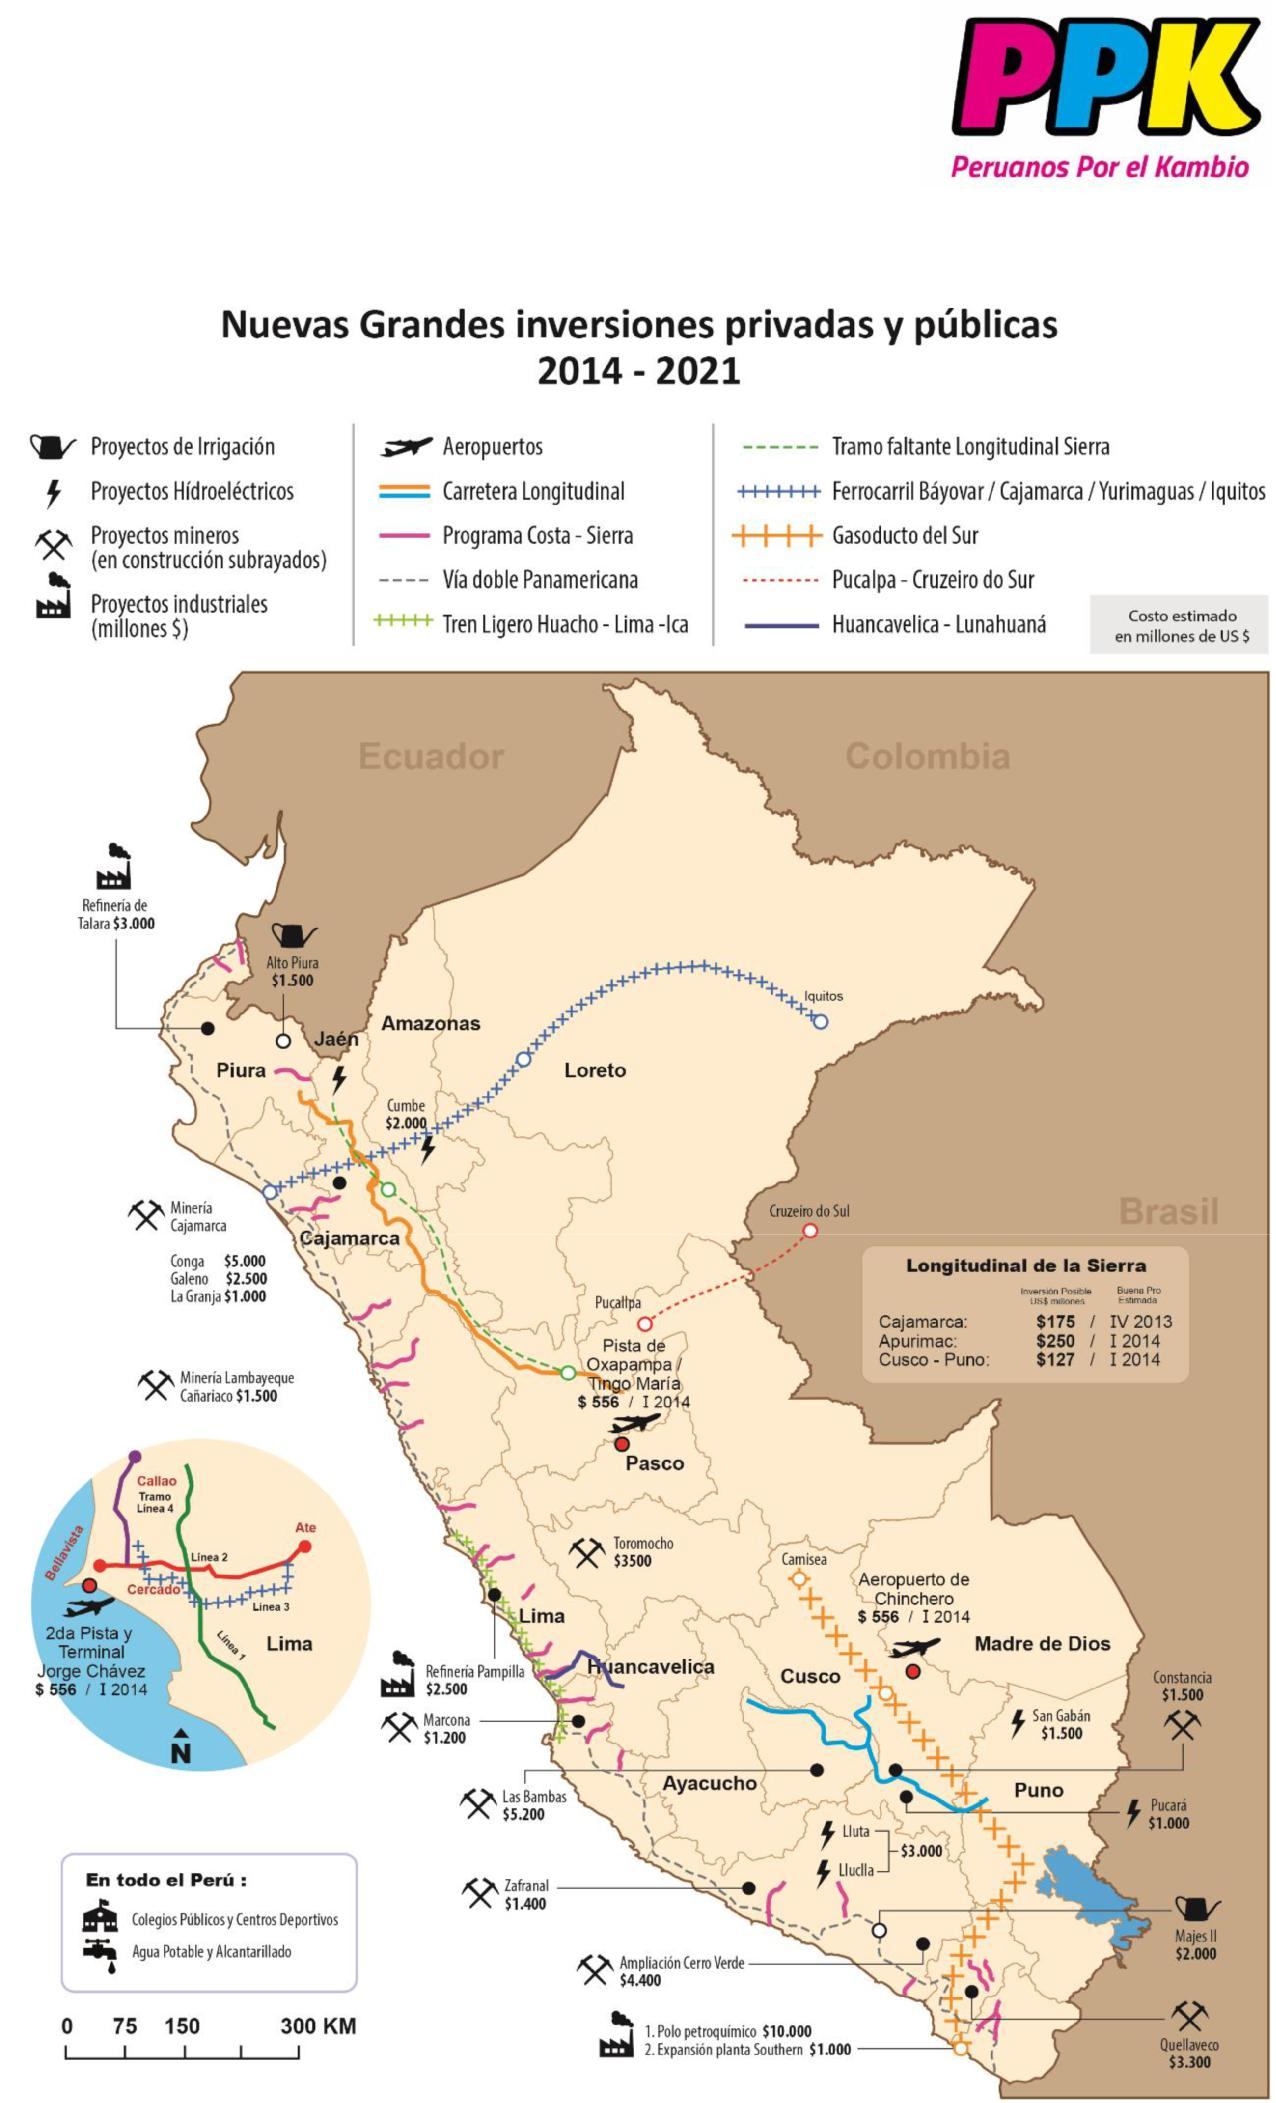 PPK
Peruanos Por el Kambio
Nuevas Grandes inversiones privadas y públicas
2014 - 2021
Proyectos de Irrigación
Proyectos Hídroeléctricos
Proyectos mineros
(en construcción subrayados)
Proyectos industriales
(millones $)
Aeropuertos
Carretera Longitudinal
Programa Costa - Sierra
Vía doble Panamericana
Tren Ligero Huacho - Lima -Ica
Tramo faltante Longitudinal Sierra
Ferrocarril Báyovar / Cajamarca / Yurimaguas / Iquitos
Gasoducto del Sur
Pucalpa - Cruzeiro do Sur
Huancavelica - Lunahuaná
Costo estimado
en millones de US $
Ecuador
Colombia
Refinería de
Talara $3.000
Alto Piura
$1.500
Iquitos
Jaén
Amazonas
Piura
Loreto
Cumbe
$2.000
Minería
Cajamarca
Conga $5.000
Galeno $2.500
La Granja $1.000
Cajamarca
Cruzeiro do Sul
Brasil
Longitudinal de la Sierra
Inversión Posible
US$ millones
Buena Pro
Estimada
Cajamarca: $175 / IV 2013
Apurimac: $250 / I 2014
Cusco - Puno: $127 / I 2014
Pucallpa
Pista de
Oxapampa /
Tingo María
$ 556 / I 2014
Pasco
Minería Lambayeque
Cañariaco $1.500
Callao
Tramo
Línea 4
Bellavista
Línea 2
Ate
Cercado
Línea 3
Línea 1
Lima
2da Pista y
Terminal
Jorge Chávez
$ 556 / I 2014
N
Toromocho
$3500
Camisea
Aeropuerto de
Chinchero
$ 556 / I 2014
Lima
Madre de Dios
Huancavelica
Cusco
Refinería Pampilla
$2.500
Marcona
$1.200
Constancia
$1.500
San Gabán
$1.500
Ayacucho
Puno
Las Bambas
$5.200
Pucará
$1.000
Lluta
Lluclla
$3.000
Zafranal
$1.400
En todo el Perú :
Colegios Públicos y Centros Deportivos
Agua Potable y Alcantarillado
Majes II
$2.000
Ampliación Cerro Verde
$4.400
1. Polo petroquímico $10.000
2. Expansión planta Southern $1.000
Quellaveco
$3.300
0 75 150 300 KM